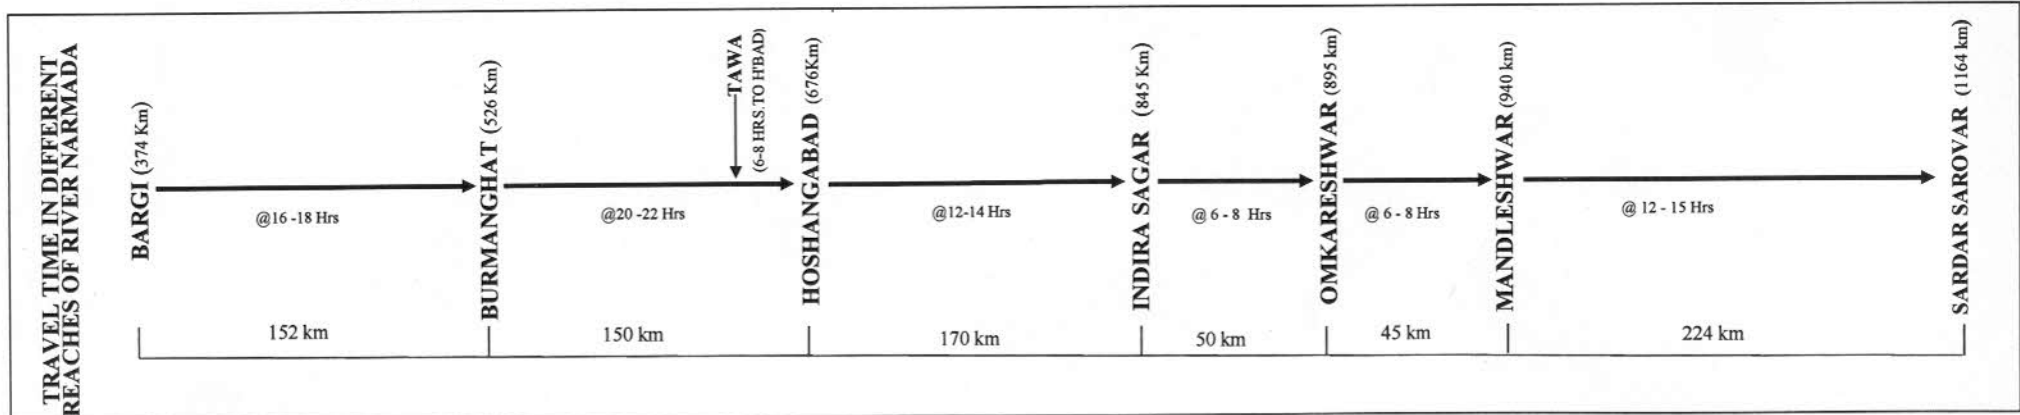 TRAVEL TIME IN DIFFERENT
REACHES OF RIVER NARMADA
BARGI (374 Km)
@16 -18 Hrs
BURMANGHAT (526 Km)
@20 -22 Hrs
TAWA
(6-8 HRS.TO H'BAD)
HOSHANGABAD (676Km)
@12-14 Hrs
INDIRA SAGAR (845 Km)
@ 6 - 8 Hrs
OMKARESHWAR (895 km)
@ 6 - 8 Hrs
MANDLESHWAR (940 km)
@ 12 - 15 Hrs
SARDAR SAROVAR (1164 km)
152 km
150 km
170 km
50 km
45 km
224 km